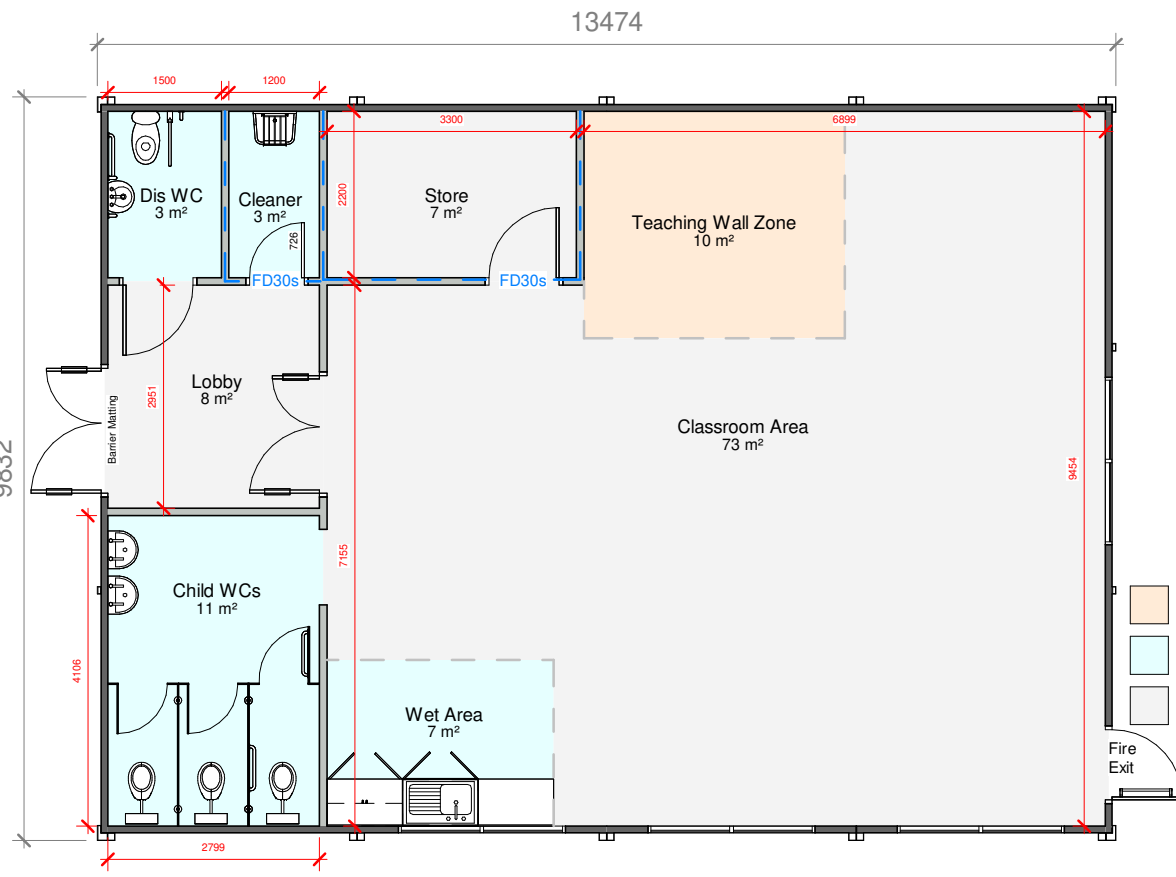 13474
1500
1200
3300
6899
Dis WC
3 m²
Cleaner
3 m²
726
2200
Store
7 m²
Teaching Wall Zone
10 m²
FD30s
FD30s
Lobby
8 m²
2951
Barrier Matting
Classroom Area
73 m²
9832
9454
7155
Child WCs
11 m²
4106
Wet Area
7 m²
Fire
Exit
2799